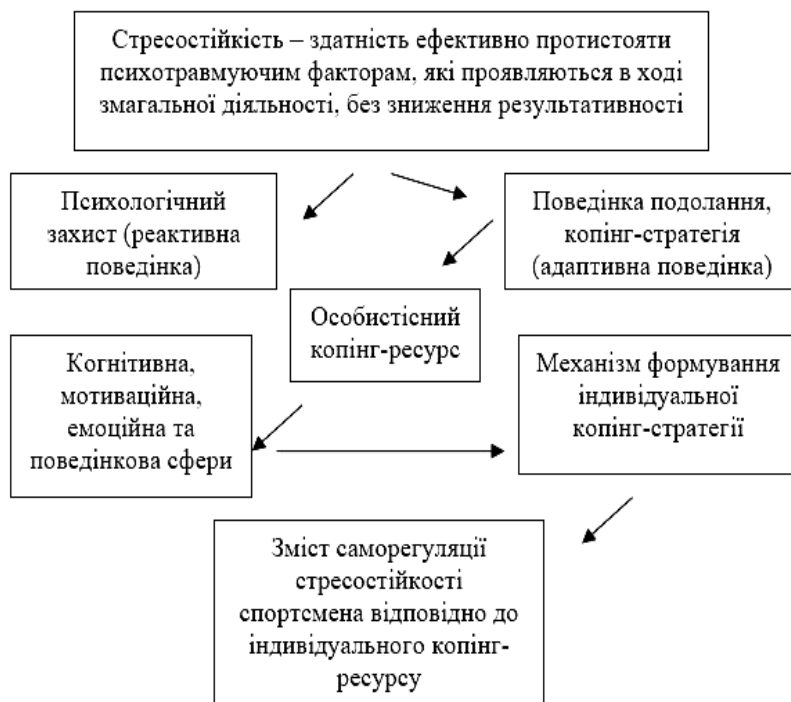 Стресостійкість – здатність ефективно протистояти
психотравмуючим факторам, які проявляються в ході
змагальної діяльності, без зниження результативності
Психологічний
захист (реактивна
поведінка)
Поведінка подолання,
копінг-стратегія
(адаптивна поведінка)
Особистісний
копінг-ресурс
Когнітивна,
мотиваційна,
емоційна та
поведінкова сфери
Механізм формування
індивідуальної
копінг-стратегії
Зміст саморегуляції
стресостійкості
спортсмена відповідно до
індивідуального копінг-
ресурсу